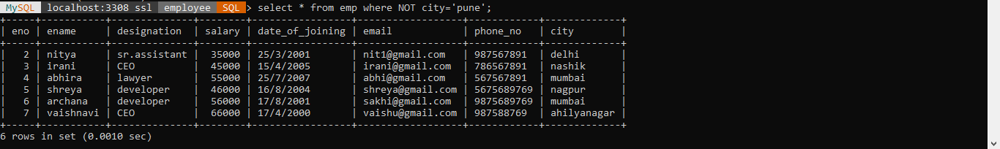 MySQL localhost:3308 ssl employee SQL > select * from emp where NOT city='pune';
+-----+-----------+--------------+--------+-----------------+------------------+------------+-------------+
| eno | ename     | designation  | salary | date_of_joining | email            | phone_no   | city        |
+-----+-----------+--------------+--------+-----------------+------------------+------------+-------------+
|   2 | nitya     | sr.assistant |  35000 | 25/3/2001       | nit1@gmail.com   | 987567891  | delhi       |
|   3 | irani     | CEO          |  45000 | 15/4/2005       | irani@gmail.com  | 786567891  | nashik      |
|   4 | abhira    | lawyer       |  55000 | 25/7/2007       | abhi@gmail.com   | 567567891  | mumbai      |
|   5 | shreya    | developer    |  46000 | 16/8/2004       | shreya@gmail.com | 5675689769 | nagpur      |
|   6 | archana   | developer    |  56000 | 17/8/2001       | sakhi@gmail.com  | 9875689769 | mumbai      |
|   7 | vaishnavi | CEO          |  66000 | 17/4/2000       | vaishu@gmail.com | 987588769  | ahilyanagar |
+-----+-----------+--------------+--------+-----------------+------------------+------------+-------------+
6 rows in set (0.0010 sec)